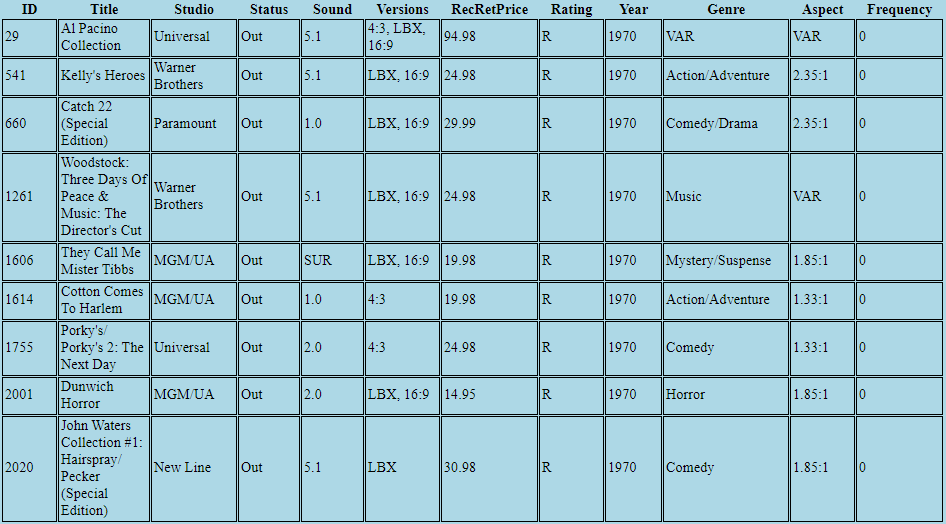 ID Title Studio Status Sound Versions RecRetPrice Rating Year Genre Aspect Frequency
29 Al Pacino Collection Universal Out 5.1 4:3, LBX, 16:9 94.98 R 1970 VAR VAR 0
541 Kelly's Heroes Warner Brothers Out 5.1 LBX, 16:9 24.98 R 1970 Action/Adventure 2.35:1 0
660 Catch 22 (Special Edition) Paramount Out 1.0 LBX, 16:9 29.99 R 1970 Comedy/Drama 2.35:1 0
1261 Woodstock: Three Days Of Peace & Music: The Director's Cut Warner Brothers Out 5.1 LBX, 16:9 24.98 R 1970 Music VAR 0
1606 They Call Me Mister Tibbs MGM/UA Out SUR LBX, 16:9 19.98 R 1970 Mystery/Suspense 1.85:1 0
1614 Cotton Comes To Harlem MGM/UA Out 1.0 4:3 19.98 R 1970 Action/Adventure 1.33:1 0
1755 Porky's/ Porky's 2: The Next Day Universal Out 2.0 4:3 24.98 R 1970 Comedy 1.33:1 0
2001 Dunwich Horror MGM/UA Out 2.0 LBX, 16:9 14.95 R 1970 Horror 1.85:1 0
2020 John Waters Collection #1: Hairspray/ Pecker (Special Edition) New Line Out 5.1 LBX 30.98 R 1970 Comedy 1.85:1 0